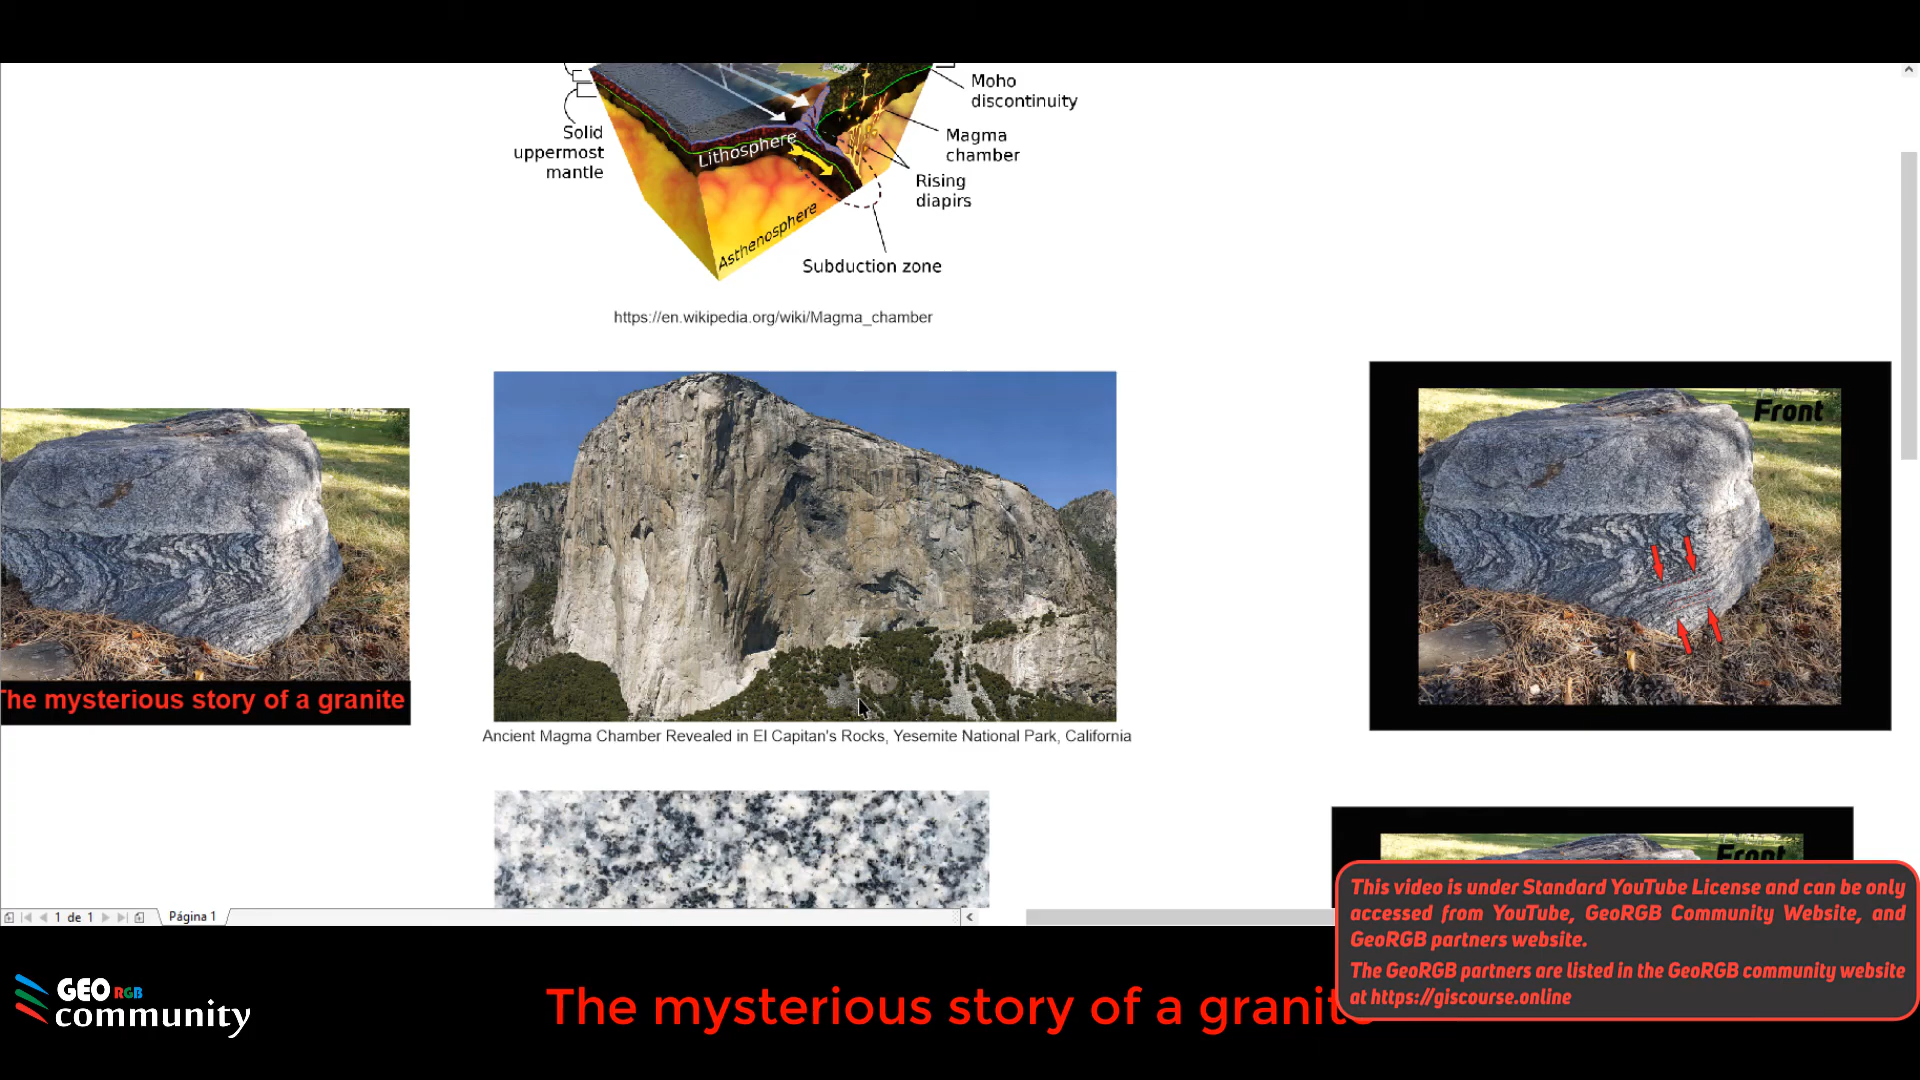 Moho
discontinuity
Solid
uppermost
mantle
Lithosphere
Magma
chamber
Rising
diapirs
Asthenosphere
Subduction zone
https://en.wikipedia.org/wiki/Magma_chamber
Front
The mysterious story of a granite
Ancient Magma Chamber Revealed in El Capitan's Rocks, Yesemite National Park, California
Front
This video is under Standard YouTube License and can be only
accessed from YouTube, GeoRGB Community Website, and
GeoRGB partners website.
The GeoRGB partners are listed in the GeoRGB community website
at https://giscourse.online
1 de 1
Página 1
GEO RGB
community
The mysterious story of a granite